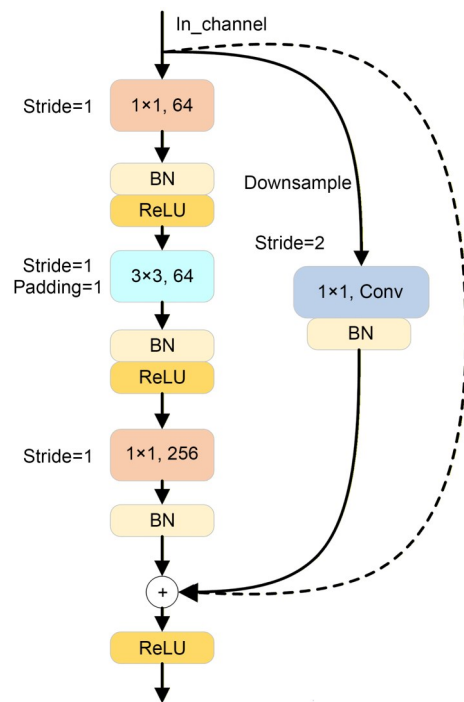 In_channel
Stride=1
1×1, 64
BN
ReLU
Downsample
Stride=2
Stride=1
Padding=1
3×3, 64
1×1, Conv
BN
BN
ReLU
Stride=1
1×1, 256
BN
+
ReLU